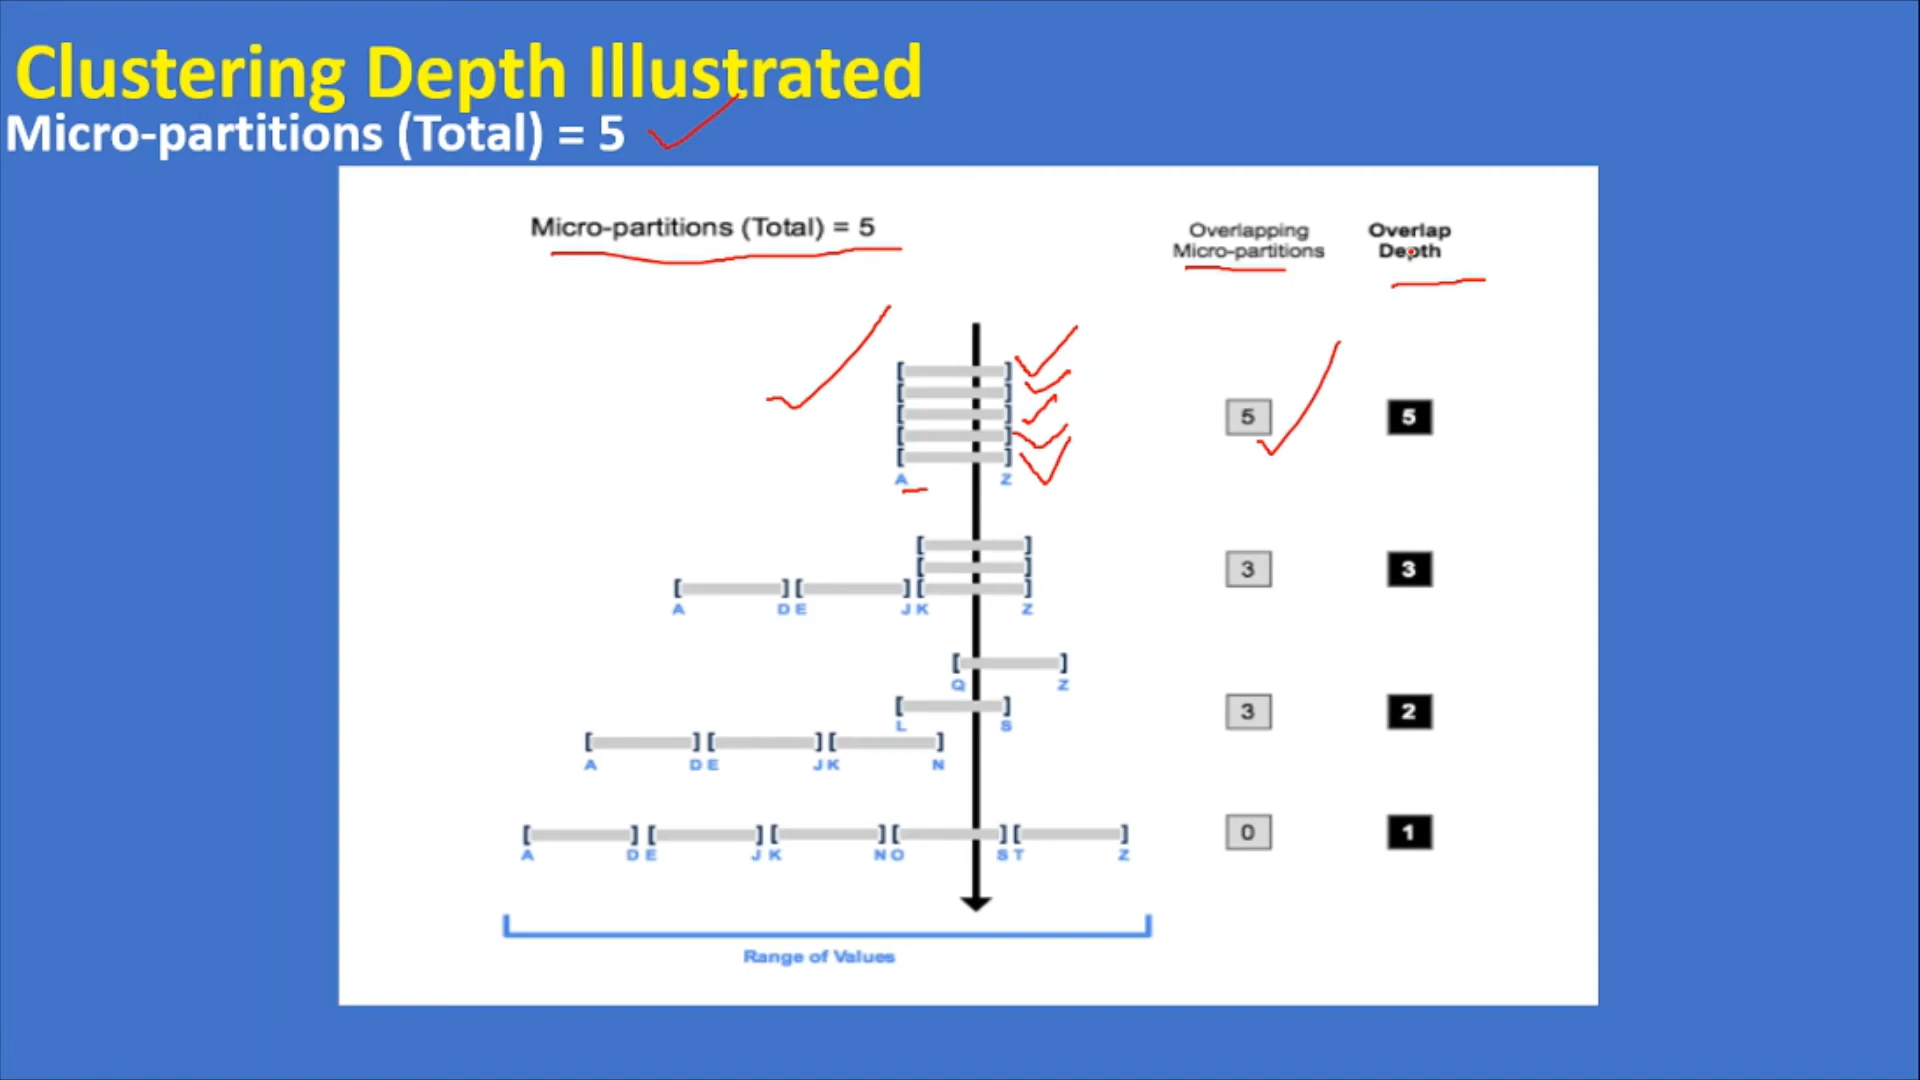 Clustering Depth Illustrated
Micro-partitions (Total) = 5
Micro-partitions (Total) = 5
Overlapping
Micro-partitions
Overlap
Depth
5
5
A Z
3
3
A D E J K Z
Q Z
3
2
L S
A D E J K N
0
1
A D E J K N O S T Z
Range of Values